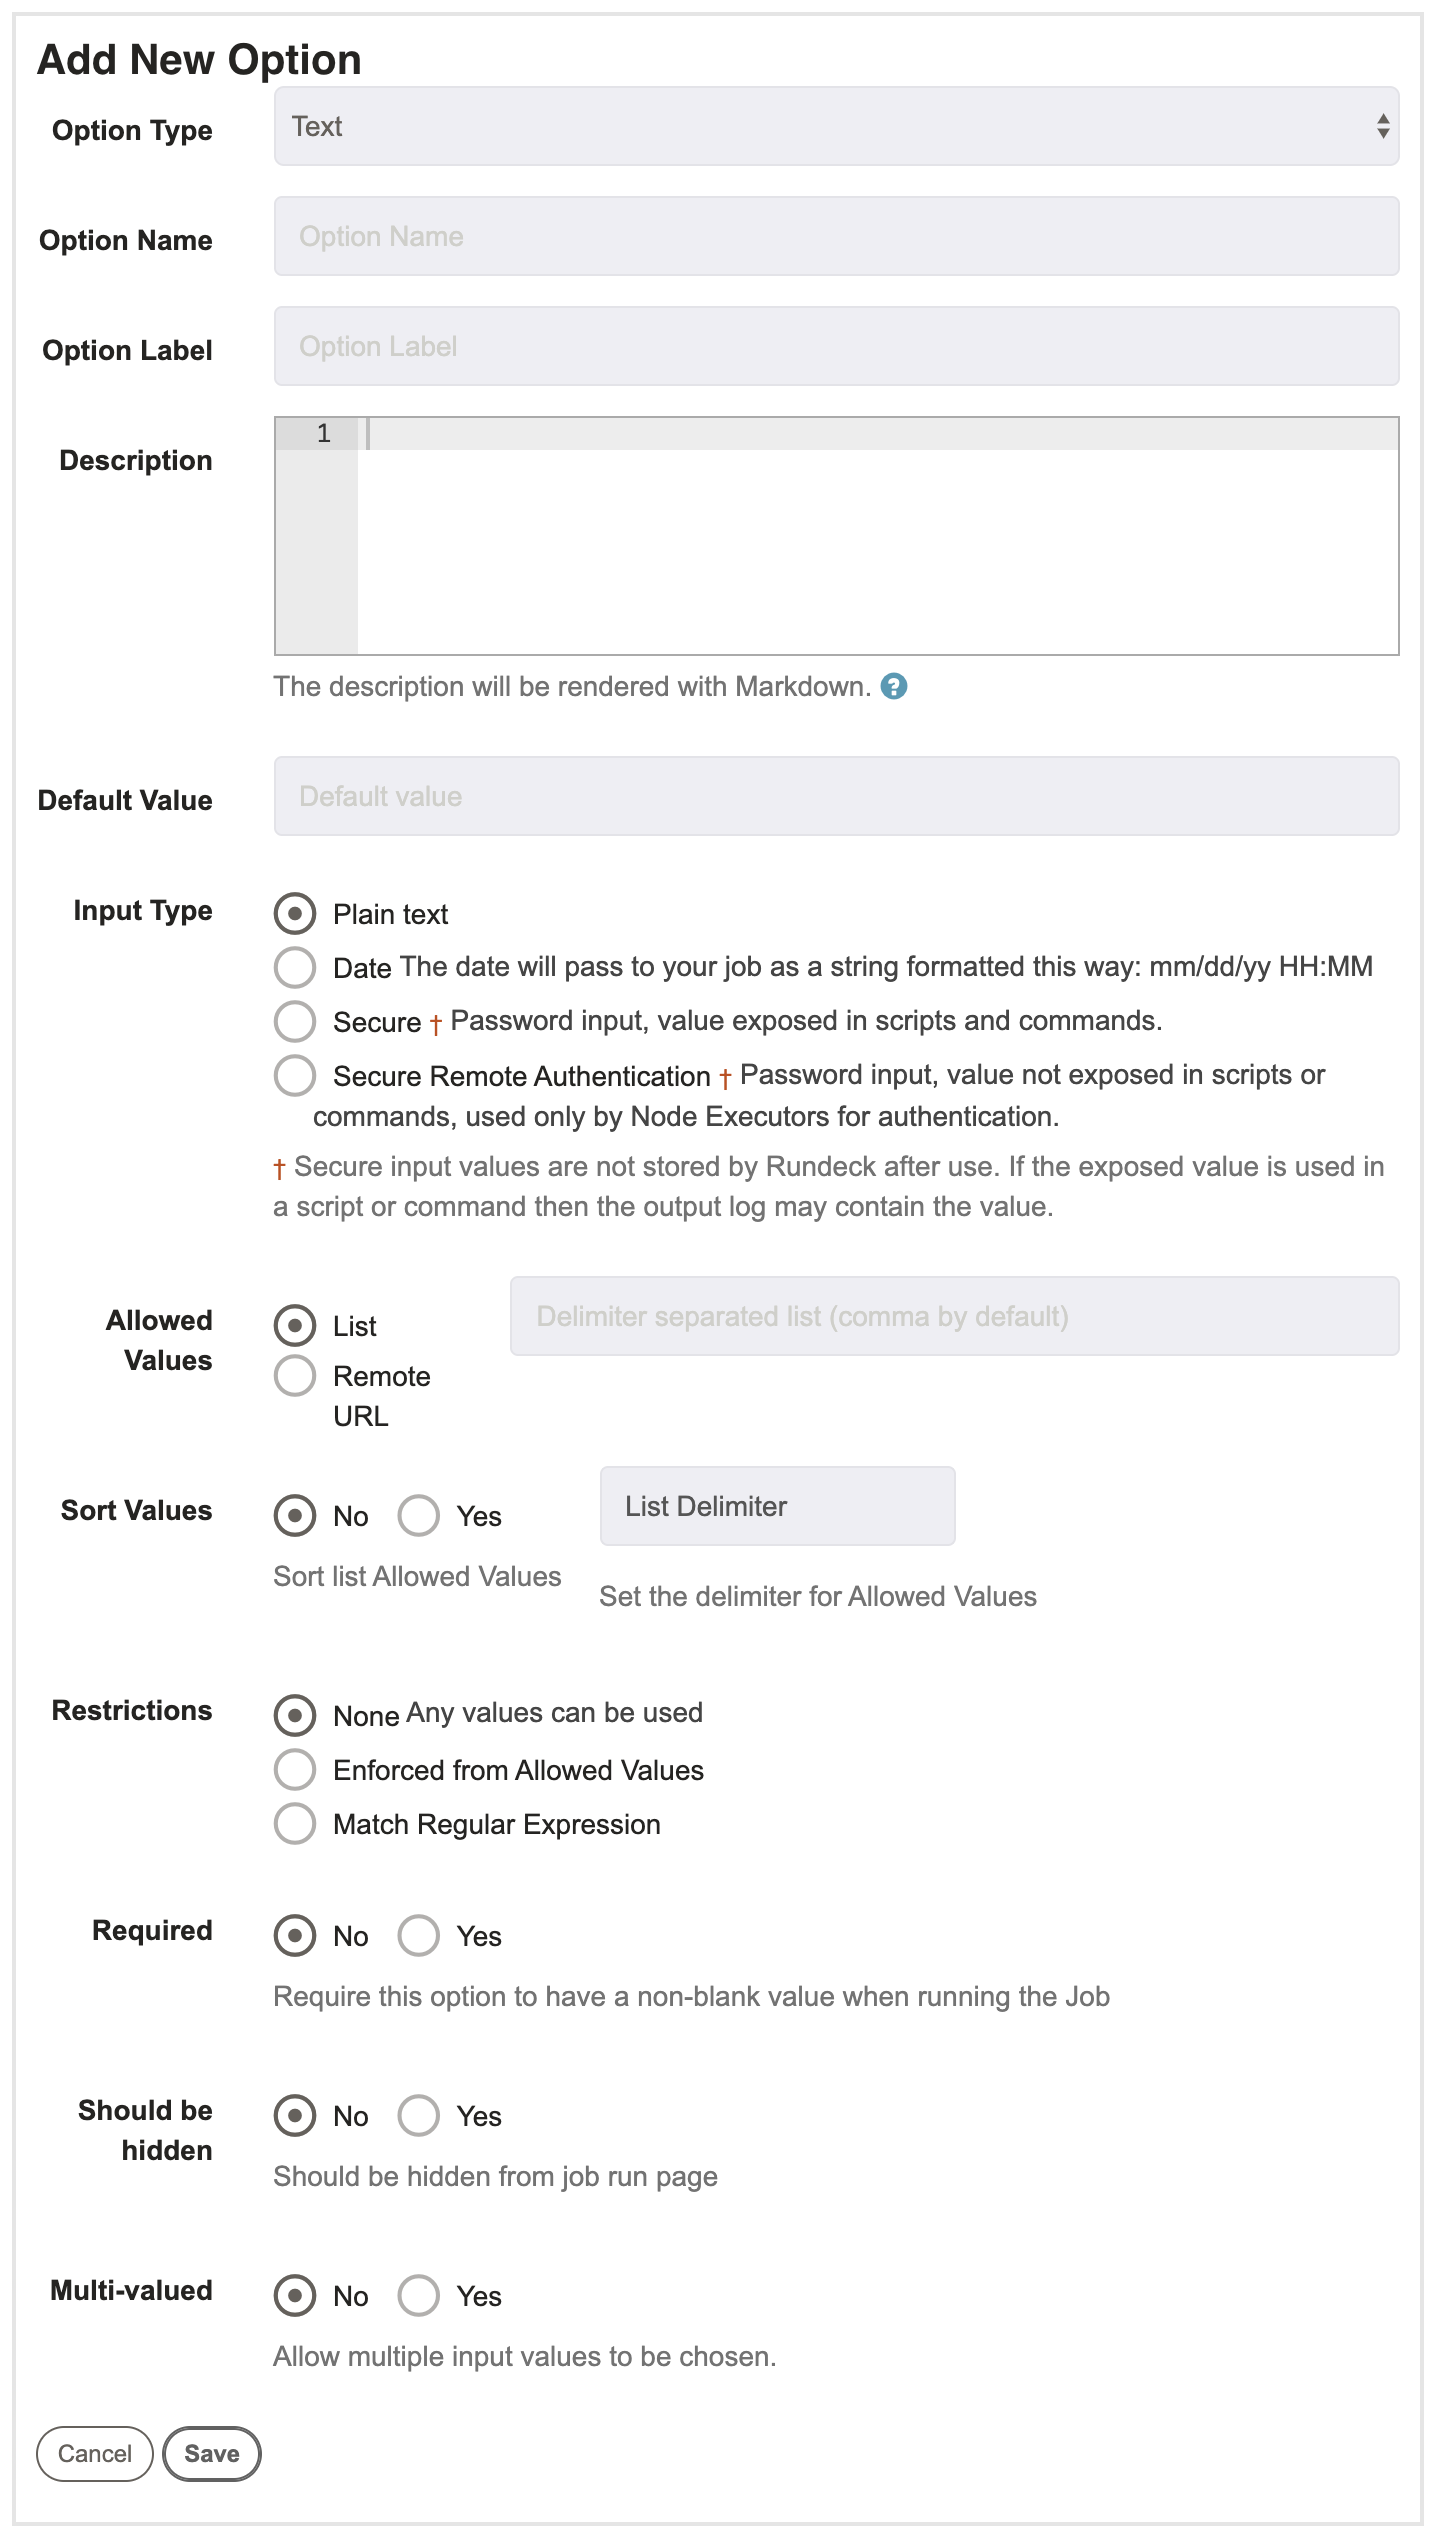 Add New Option
Option Type
Text
Option Name
Option Name
Option Label
Option Label
Description
1
The description will be rendered with Markdown. ?
Default Value
Default value
Input Type
Plain text
Date The date will pass to your job as a string formatted this way: mm/dd/yy HH:MM
Secure † Password input, value exposed in scripts and commands.
Secure Remote Authentication † Password input, value not exposed in scripts or
commands, used only by Node Executors for authentication.
† Secure input values are not stored by Rundeck after use. If the exposed value is used in
a script or command then the output log may contain the value.
Allowed
Values
List
Delimiter separated list (comma by default)
Remote
URL
Sort Values
No Yes
List Delimiter
Sort list Allowed Values
Set the delimiter for Allowed Values
Restrictions
None Any values can be used
Enforced from Allowed Values
Match Regular Expression
Required
No Yes
Require this option to have a non-blank value when running the Job
Should be
hidden
No Yes
Should be hidden from job run page
Multi-valued
No Yes
Allow multiple input values to be chosen.
Cancel Save